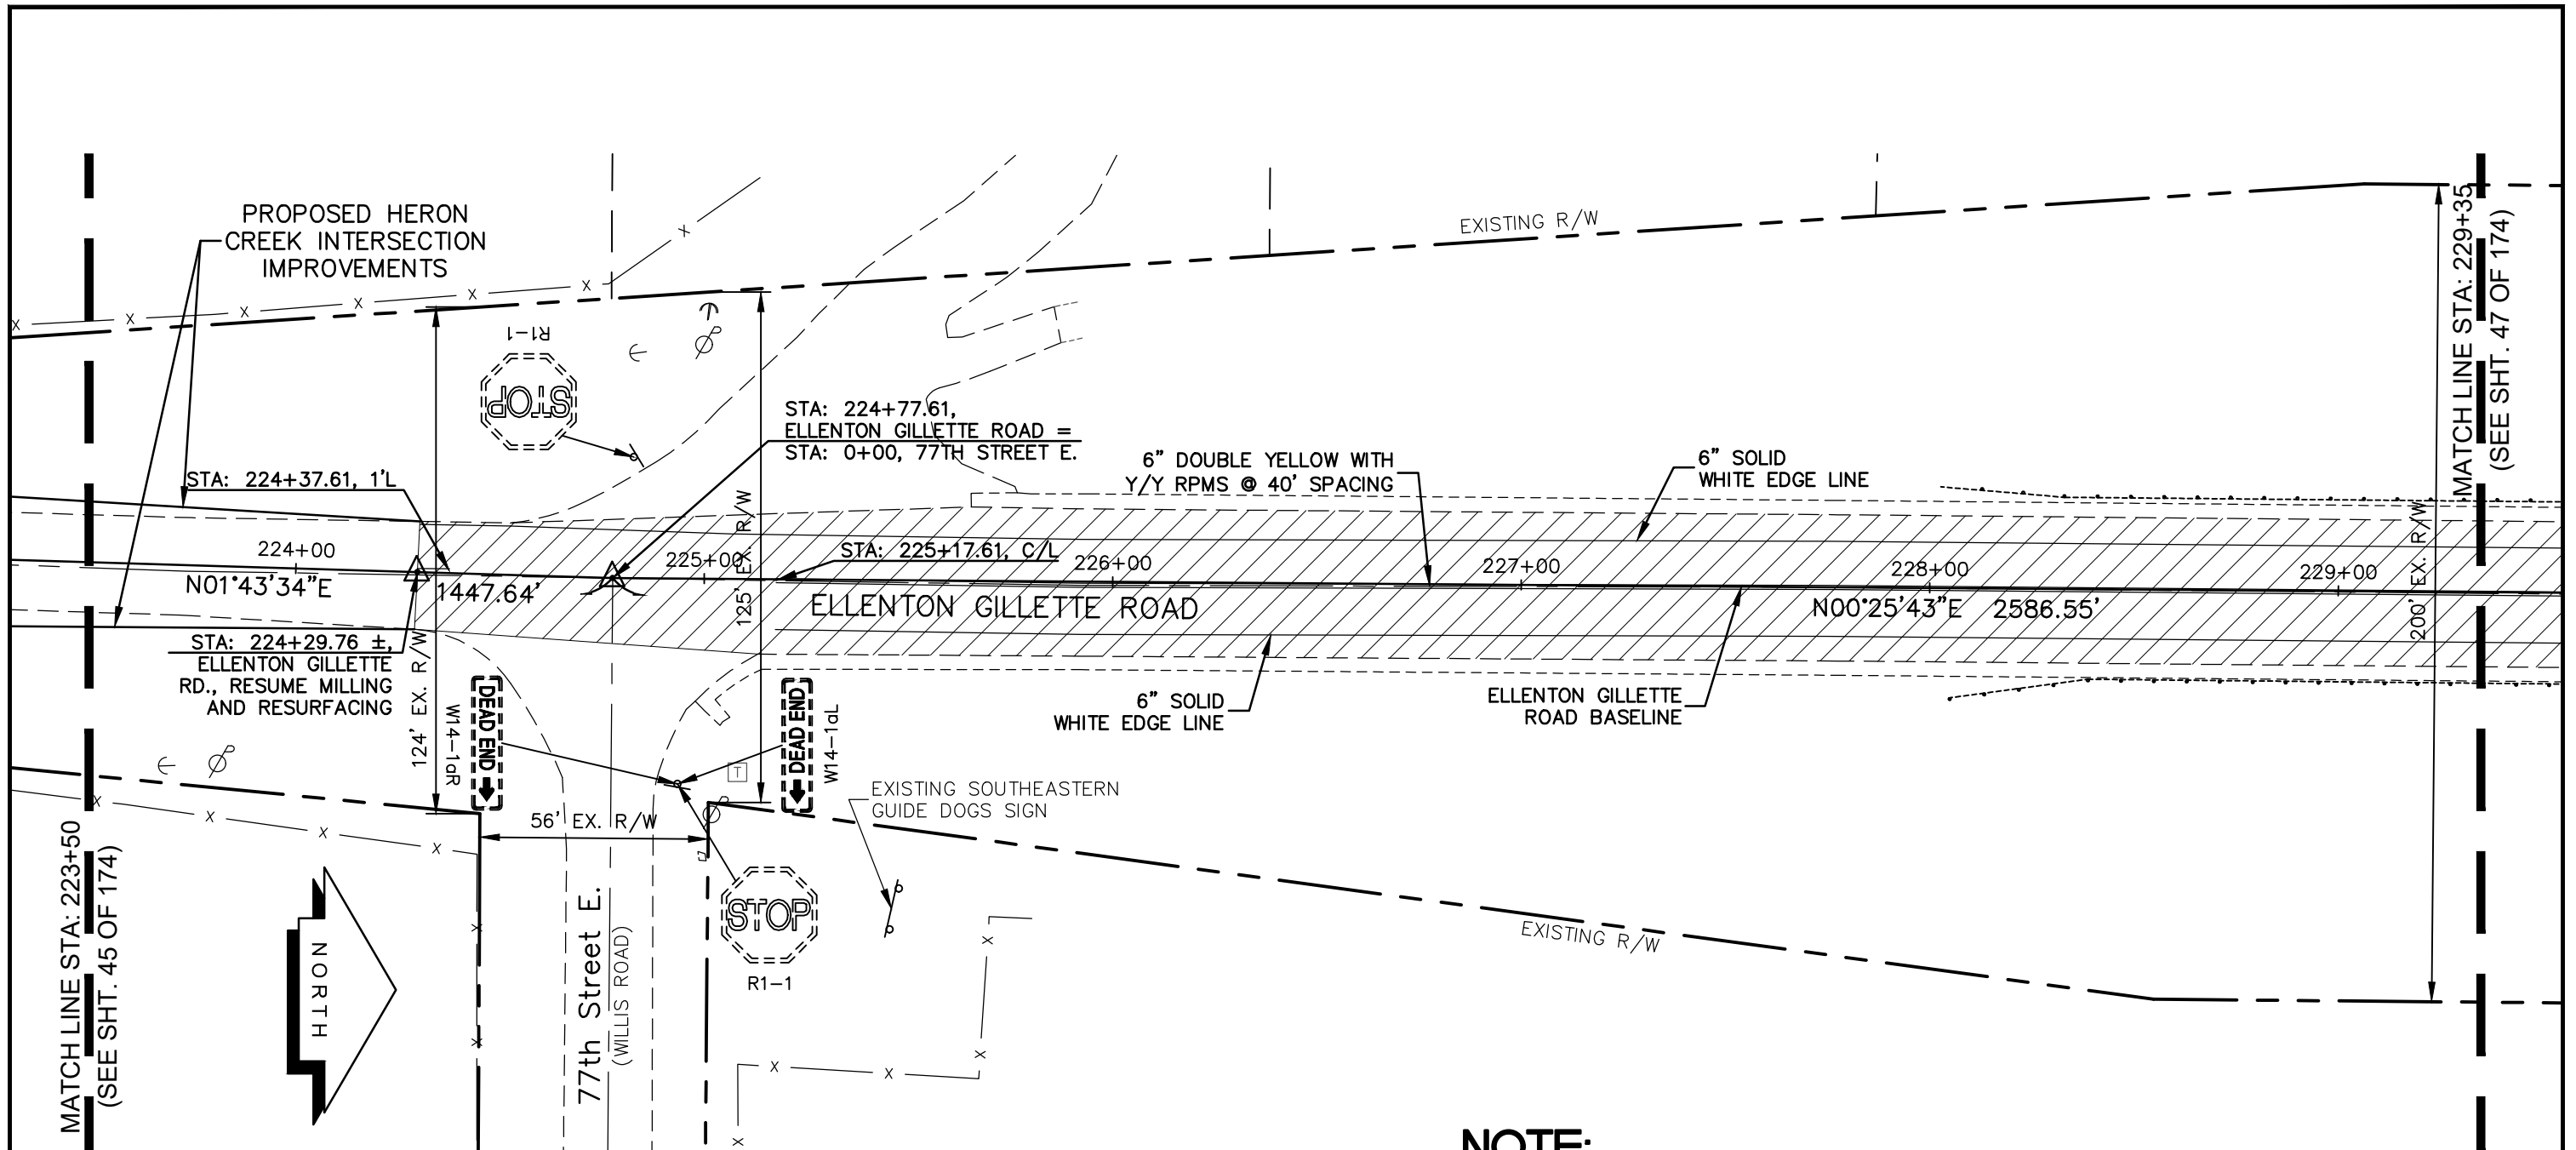 PROPOSED HERON
CREEK INTERSECTION
IMPROVEMENTS
EXISTING R/W
MATCH LINE STA: 229+35
(SEE SHT. 47 OF 174)
R1-1
STOP
STA: 224+77.61,
ELLENTON GILLETTE ROAD =
STA: 0+00, 77TH STREET E.
6" DOUBLE YELLOW WITH
Y/Y RPMS @ 40' SPACING
6" SOLID
WHITE EDGE LINE
STA: 224+37.61, 1'L
224+00
225+00
STA: 225+17.61, C/L
226+00
227+00
228+00
229+00
N01°43'34"E
1447.64'
ELLENTON GILLETTE ROAD
N00°25'43"E 2586.55'
125' EX. R/W
200' EX. R/W
STA: 224+29.76 ±,
ELLENTON GILLETTE
RD., RESUME MILLING
AND RESURFACING
124' EX. R/W
W14-1aR
DEAD END
DEAD END
W14-1aL
6" SOLID
WHITE EDGE LINE
ELLENTON GILLETTE
ROAD BASELINE
T
EXISTING SOUTHEASTERN
GUIDE DOGS SIGN
56' EX. R/W
MATCH LINE STA: 223+50
(SEE SHT. 45 OF 174)
NORTH
77th Street E.
(WILLIS ROAD)
STOP
R1-1
EXISTING R/W
NOTE: